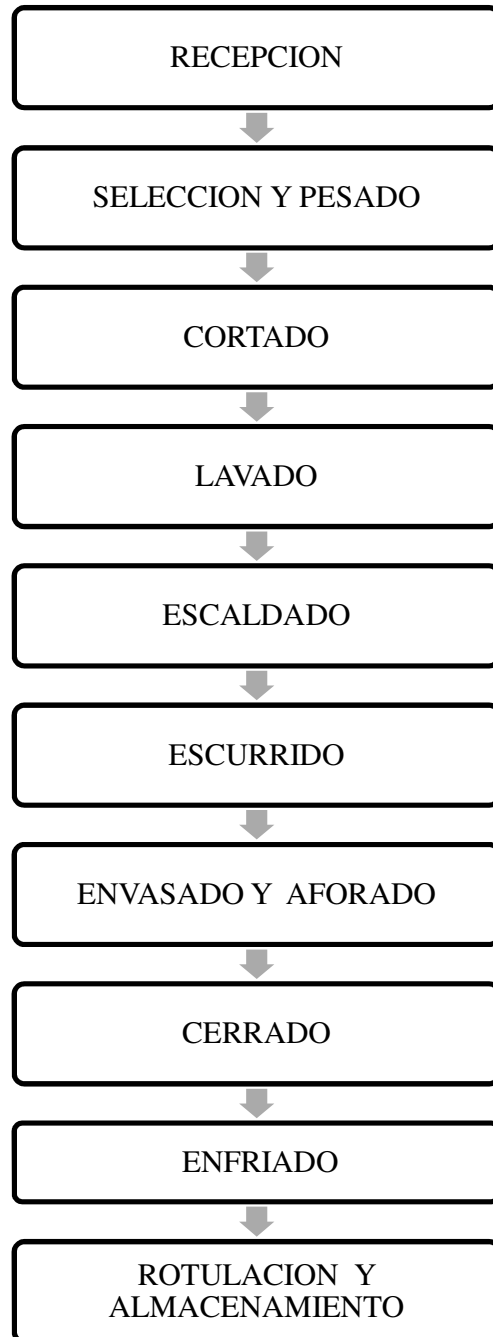 RECEPCION
SELECCION Y PESADO
CORTADO
LAVADO
ESCALDADO
ESCURRIDO
ENVASADO Y AFORADO
CERRADO
ENFRIADO
ROTULACION Y
ALMACENAMIENTO